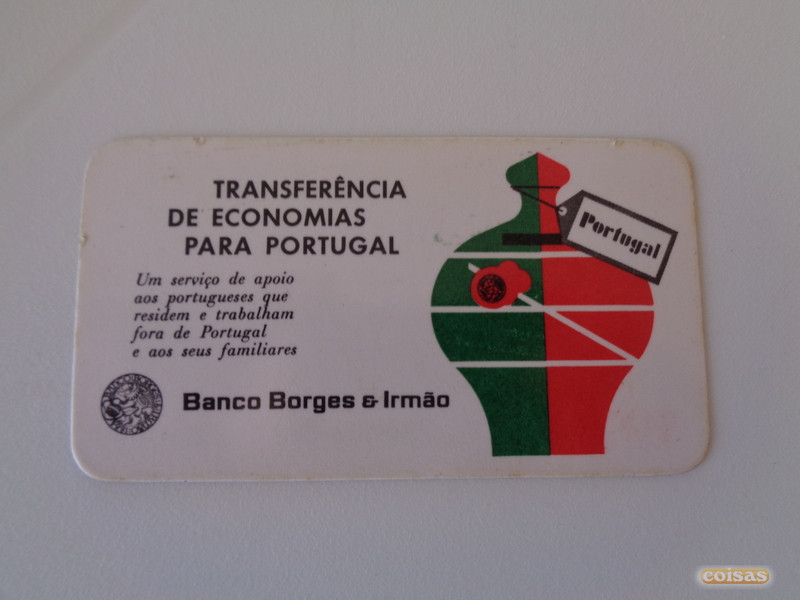 TRANSFERÊNCIA
DE ECONOMIAS
PARA PORTUGAL
Um serviço de apoio
aos portugueses que
residem e trabalham
fora de Portugal
e aos seus familiares
Banco Borges & Irmão
Portugal
coisas